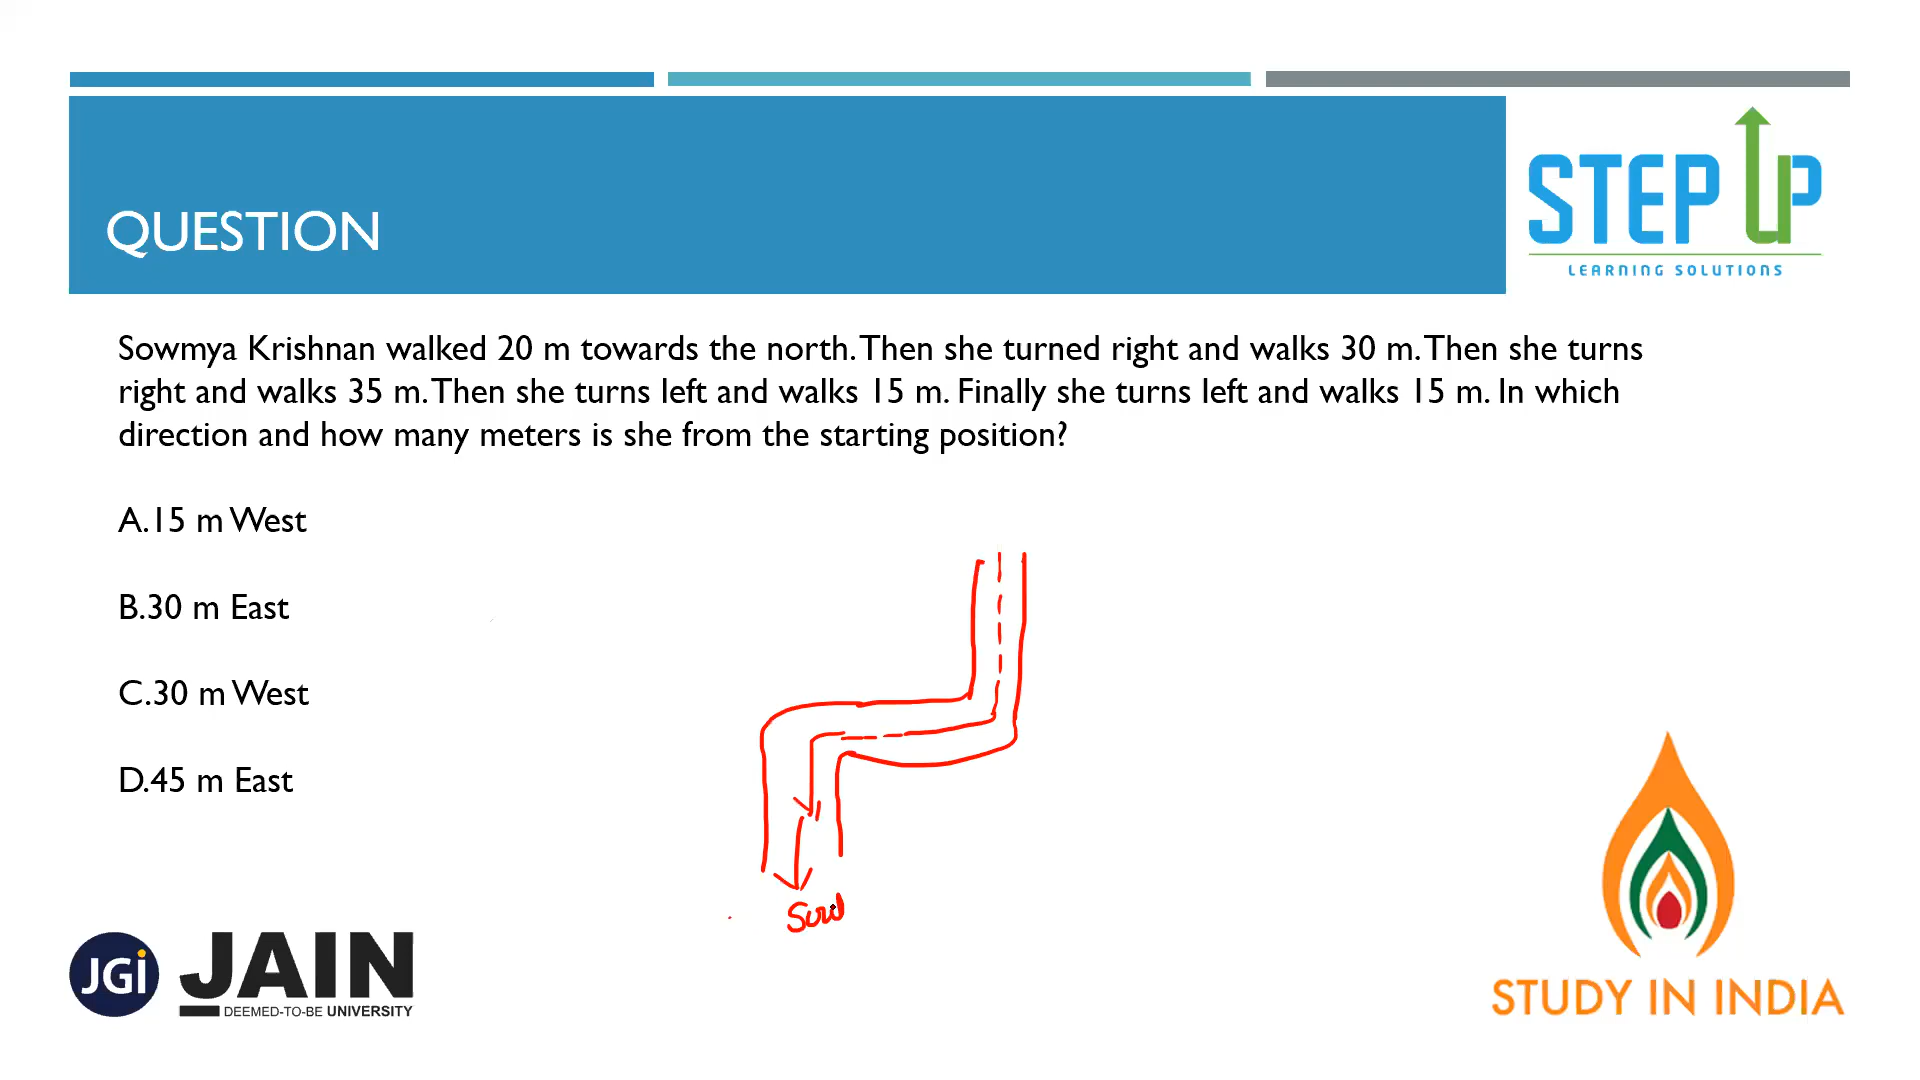 STEP UP
LEARNING SOLUTIONS
QUESTION
Sowmya Krishnan walked 20 m towards the north. Then she turned right and walks 30 m. Then she turns
right and walks 35 m. Then she turns left and walks 15 m. Finally she turns left and walks 15 m. In which
direction and how many meters is she from the starting position?
A.15 m West
B.30 m East
C.30 m West
D.45 m East
JGi JAIN
DEEMED-TO-BE UNIVERSITY
STUDY IN INDIA